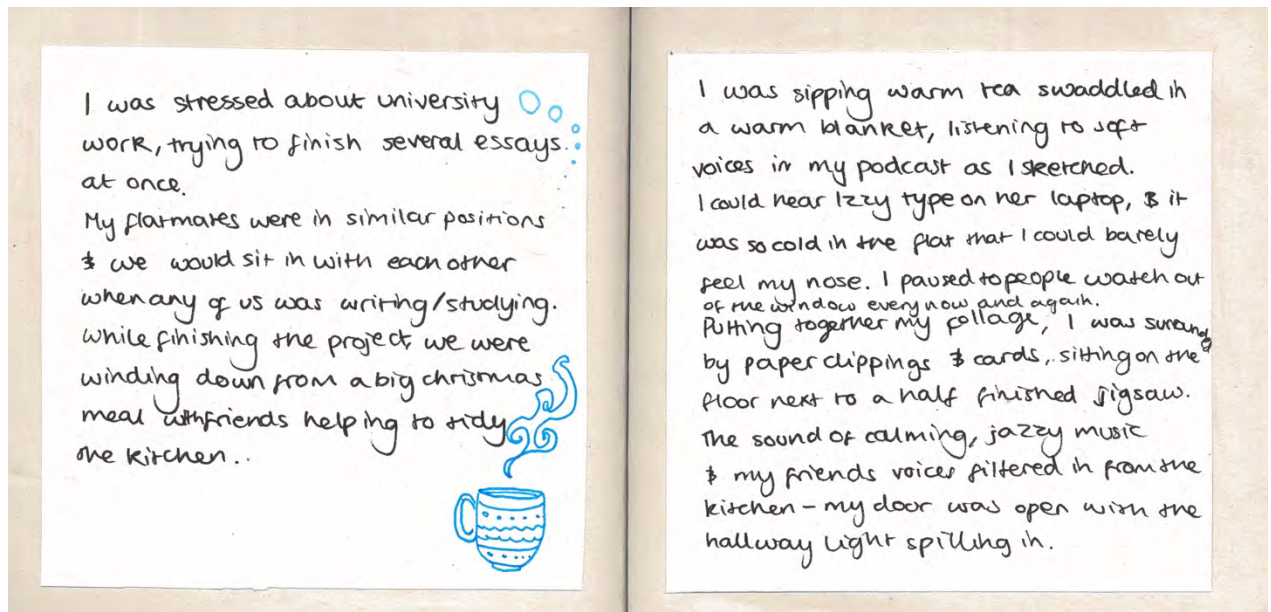 I was stressed about university
work, trying to finish several essays
at once.
My flatmates were in similar positions
& we would sit in with each other
when any of us was writing/studying.
While finishing the project, we were
winding down from a big christmas
meal with friends helping to tidy
the kitchen..
I was sipping warm tea swaddled in
a warm blanket, listening to soft
voices in my podcast as I sketched.
I could hear Izzy type on her laptop, & it
was so cold in the flat that I could barely
feel my nose. I paused to people watch out
of the window every now and again.
Putting together my collage, I was surround
by paper clippings & cards, sitting on the
floor next to a half finished jigsaw.
The sound of calming, jazzy music
& my friends voices filtered in from the
kitchen - my door was open with the
hallway light spilling in.